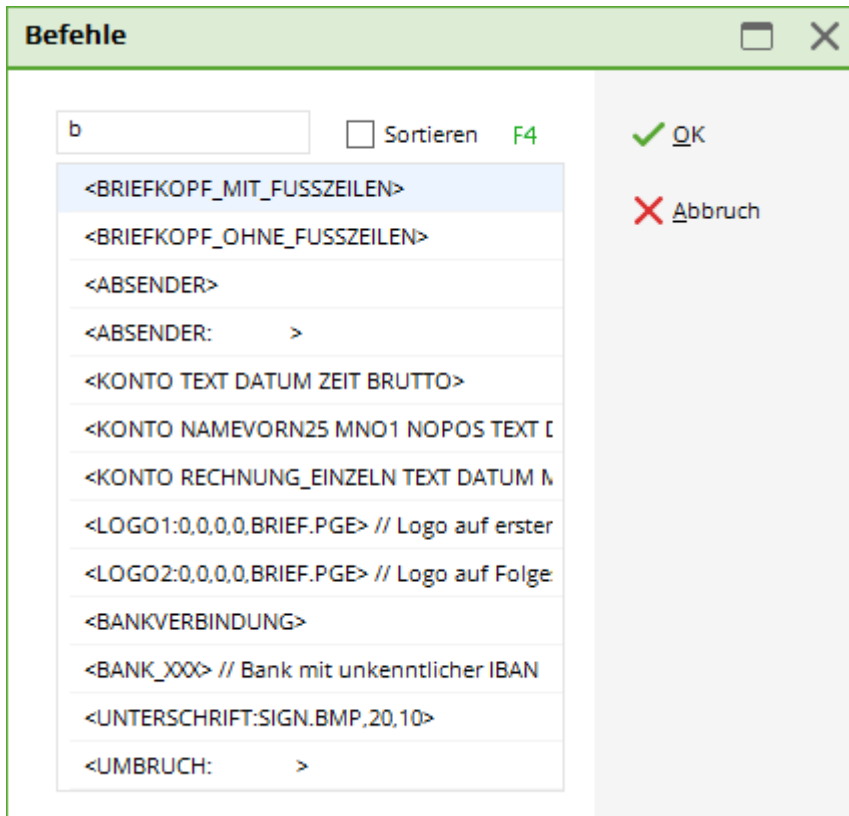 Befehle
b
Sortieren F4
OK
Abbruch
<BRIEFKOPF_MIT_FUSSZEILEN>
<BRIEFKOPF_OHNE_FUSSZEILEN>
<ABSENDER>
<ABSENDER: >
<KONTO TEXT DATUM ZEIT BRUTTO>
<KONTO NAMEVORN25 MNO1 NOPOS TEXT
<KONTO RECHNUNG_EINZELN TEXT DATUM
<LOGO1:0,0,0,0,BRIEF.PGE> // Logo auf erster
<LOGO2:0,0,0,0,BRIEF.PGE> // Logo auf Folge
<BANKVERBINDUNG>
<BANK_XXX> // Bank mit unkenntlicher IBAN
<UNTERSCHRIFT:SIGN.BMP,20,10>
<UMBRUCH: >